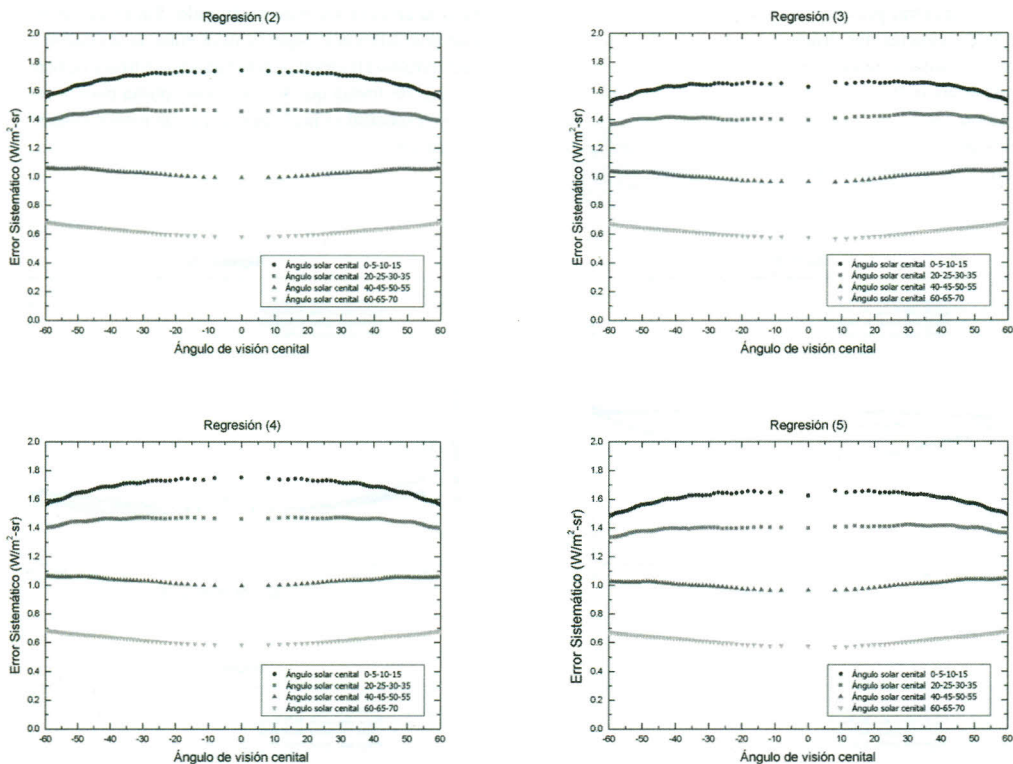 Regresión (2)
Error Sistemático (W/m²-sr)
2.0
1.8
1.6
1.4
1.2
1.0
0.8
0.6
0.4
0.2
0.0
Ángulo solar cenital 0-5-10-15
Ángulo solar cenital 20-25-30-35
Ángulo solar cenital 40-45-50-55
Ángulo solar cenital 60-65-70
-60 -50 -40 -30 -20 -10 0 10 20 30 40 50 60
Ángulo de visión cenital
Regresión (3)
Error Sistemático (W/m²-sr)
2.0
1.8
1.6
1.4
1.2
1.0
0.8
0.6
0.4
0.2
0.0
Ángulo solar cenital 0-5-10-15
Ángulo solar cenital 20-25-30-35
Ángulo solar cenital 40-45-50-55
Ángulo solar cenital 60-65-70
-60 -50 -40 -30 -20 -10 0 10 20 30 40 50 60
Ángulo de visión cenital
Regresión (4)
Error Sistemático (W/m²-sr)
2.0
1.8
1.6
1.4
1.2
1.0
0.8
0.6
0.4
0.2
0.0
Ángulo solar cenital 0-5-10-15
Ángulo solar cenital 20-25-30-35
Ángulo solar cenital 40-45-50-55
Ángulo solar cenital 60-65-70
-60 -50 -40 -30 -20 -10 0 10 20 30 40 50 60
Ángulo de visión cenital
Regresión (5)
Error Sistemático (W/m²-sr)
2.0
1.8
1.6
1.4
1.2
1.0
0.8
0.6
0.4
0.2
0.0
Ángulo solar cenital 0-5-10-15
Ángulo solar cenital 20-25-30-35
Ángulo solar cenital 40-45-50-55
Ángulo solar cenital 60-65-70
-60 -50 -40 -30 -20 -10 0 10 20 30 40 50 60
Ángulo de visión cenital